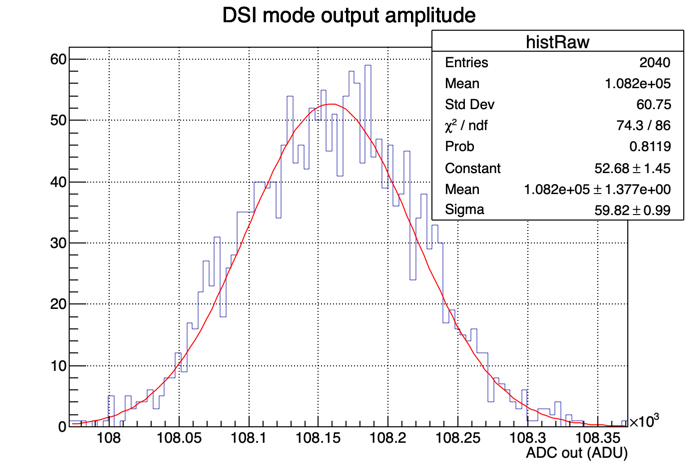 DSI mode output amplitude
histRaw
Entries 2040
Mean 1.082e+05
Std Dev 60.75
χ² / ndf 74.3 / 86
Prob 0.8119
Constant 52.68 ± 1.45
Mean 1.082e+05 ± 1.377e+00
Sigma 59.82 ± 0.99
60
50
40
30
20
10
0
108 108.05 108.1 108.15 108.2 108.25 108.3 108.35
×10³
ADC out (ADU)